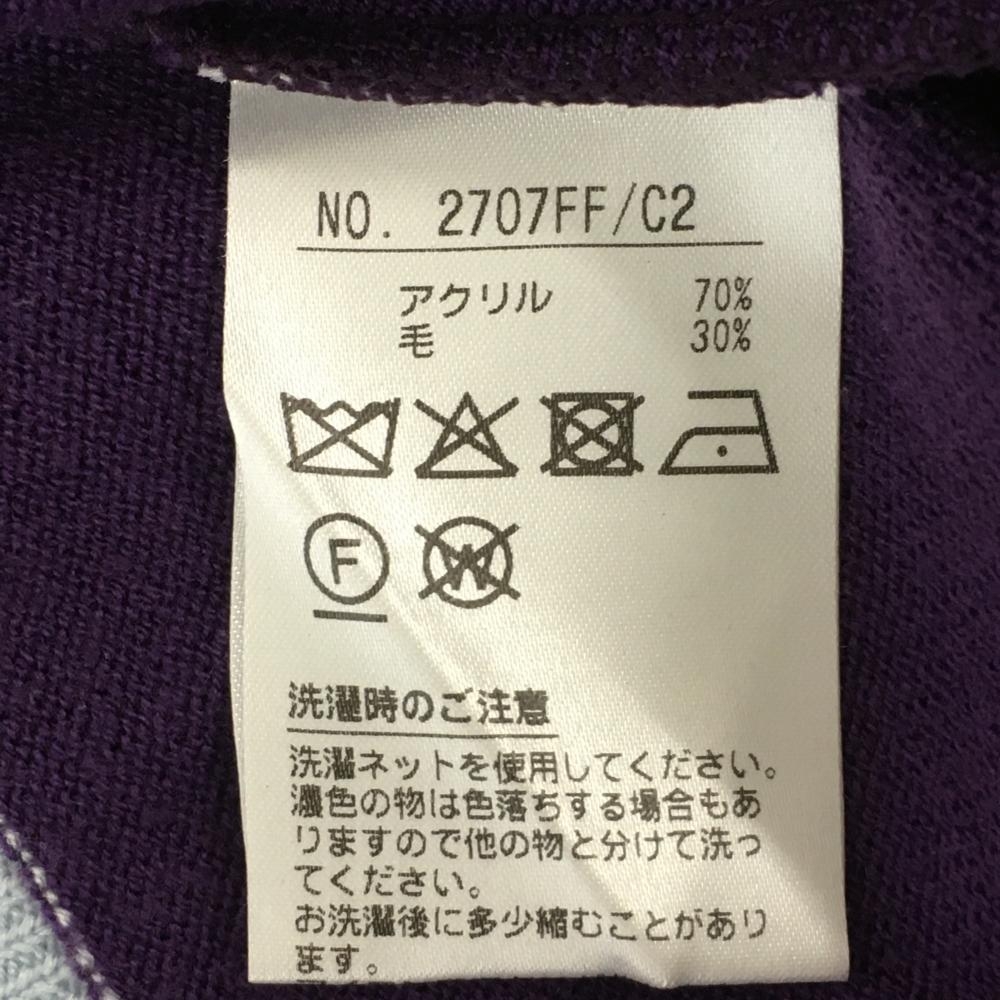 NO. 2707FF/C2
アクリル 70%
毛 30%
F
W
洗濯時のご注意
洗濯ネットを使用してください。
濃色の物は色落ちする場合もあ
りますので他の物と分けて洗っ
てください。
お洗濯後に多少縮むことがあり
ます。